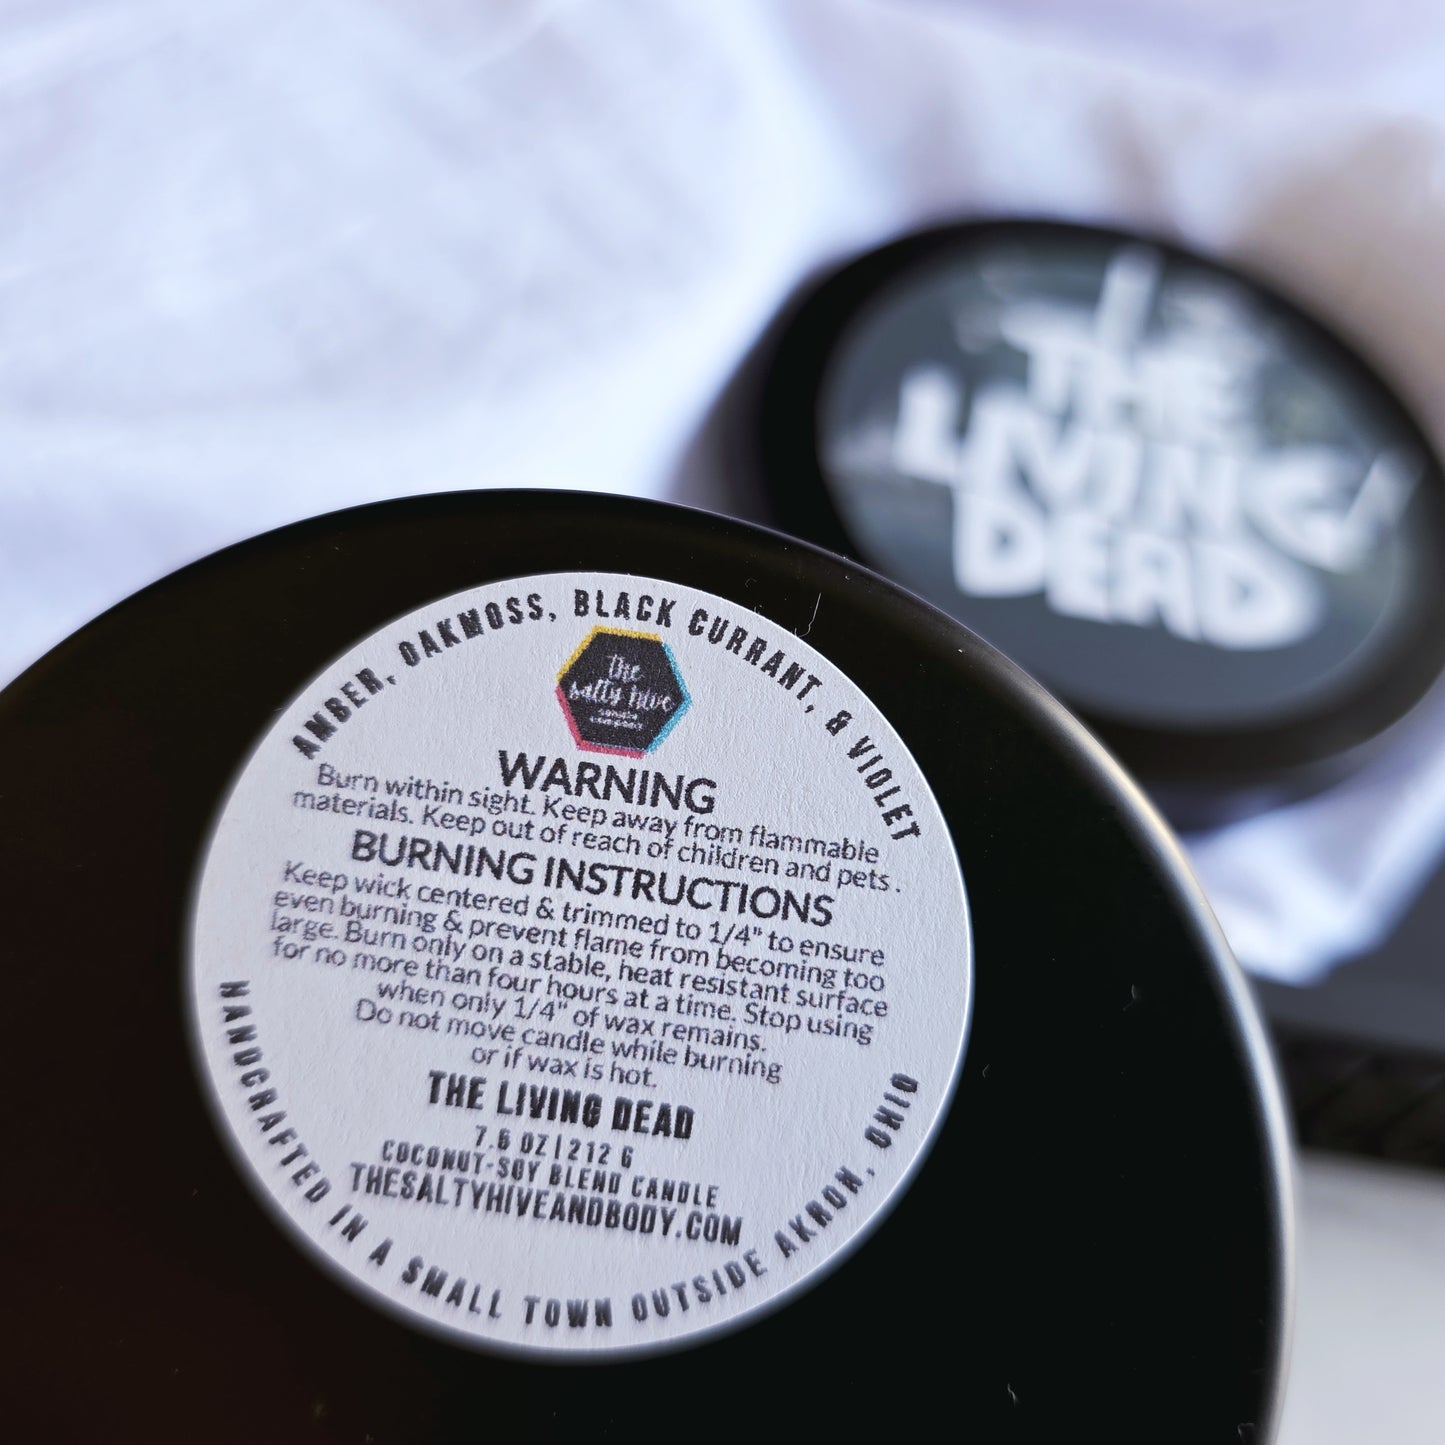 AMBER, OAKMOSS, BLACK CURRANT, & VIOLET
the
salty hive
WARNING
Burn within sight. Keep away from flammable
materials. Keep out of reach of children and pets.
BURNING INSTRUCTIONS
Keep wick centered & trimmed to 1/4" to ensure
even burning & prevent flame from becoming too
large. Burn only on a stable, heat resistant surface
for no more than four hours at a time. Stop using
when only 1/4" of wax remains.
Do not move candle while burning
or if wax is hot.
THE LIVING DEAD
7.5 OZ | 212 G
COCONUT-SOY BLEND CANDLE
THESALTYHIVEANDBODY.COM
HANDCRAFTED IN A SMALL TOWN OUTSIDE AKRON, OHIO
THE
LIVING
DEAD